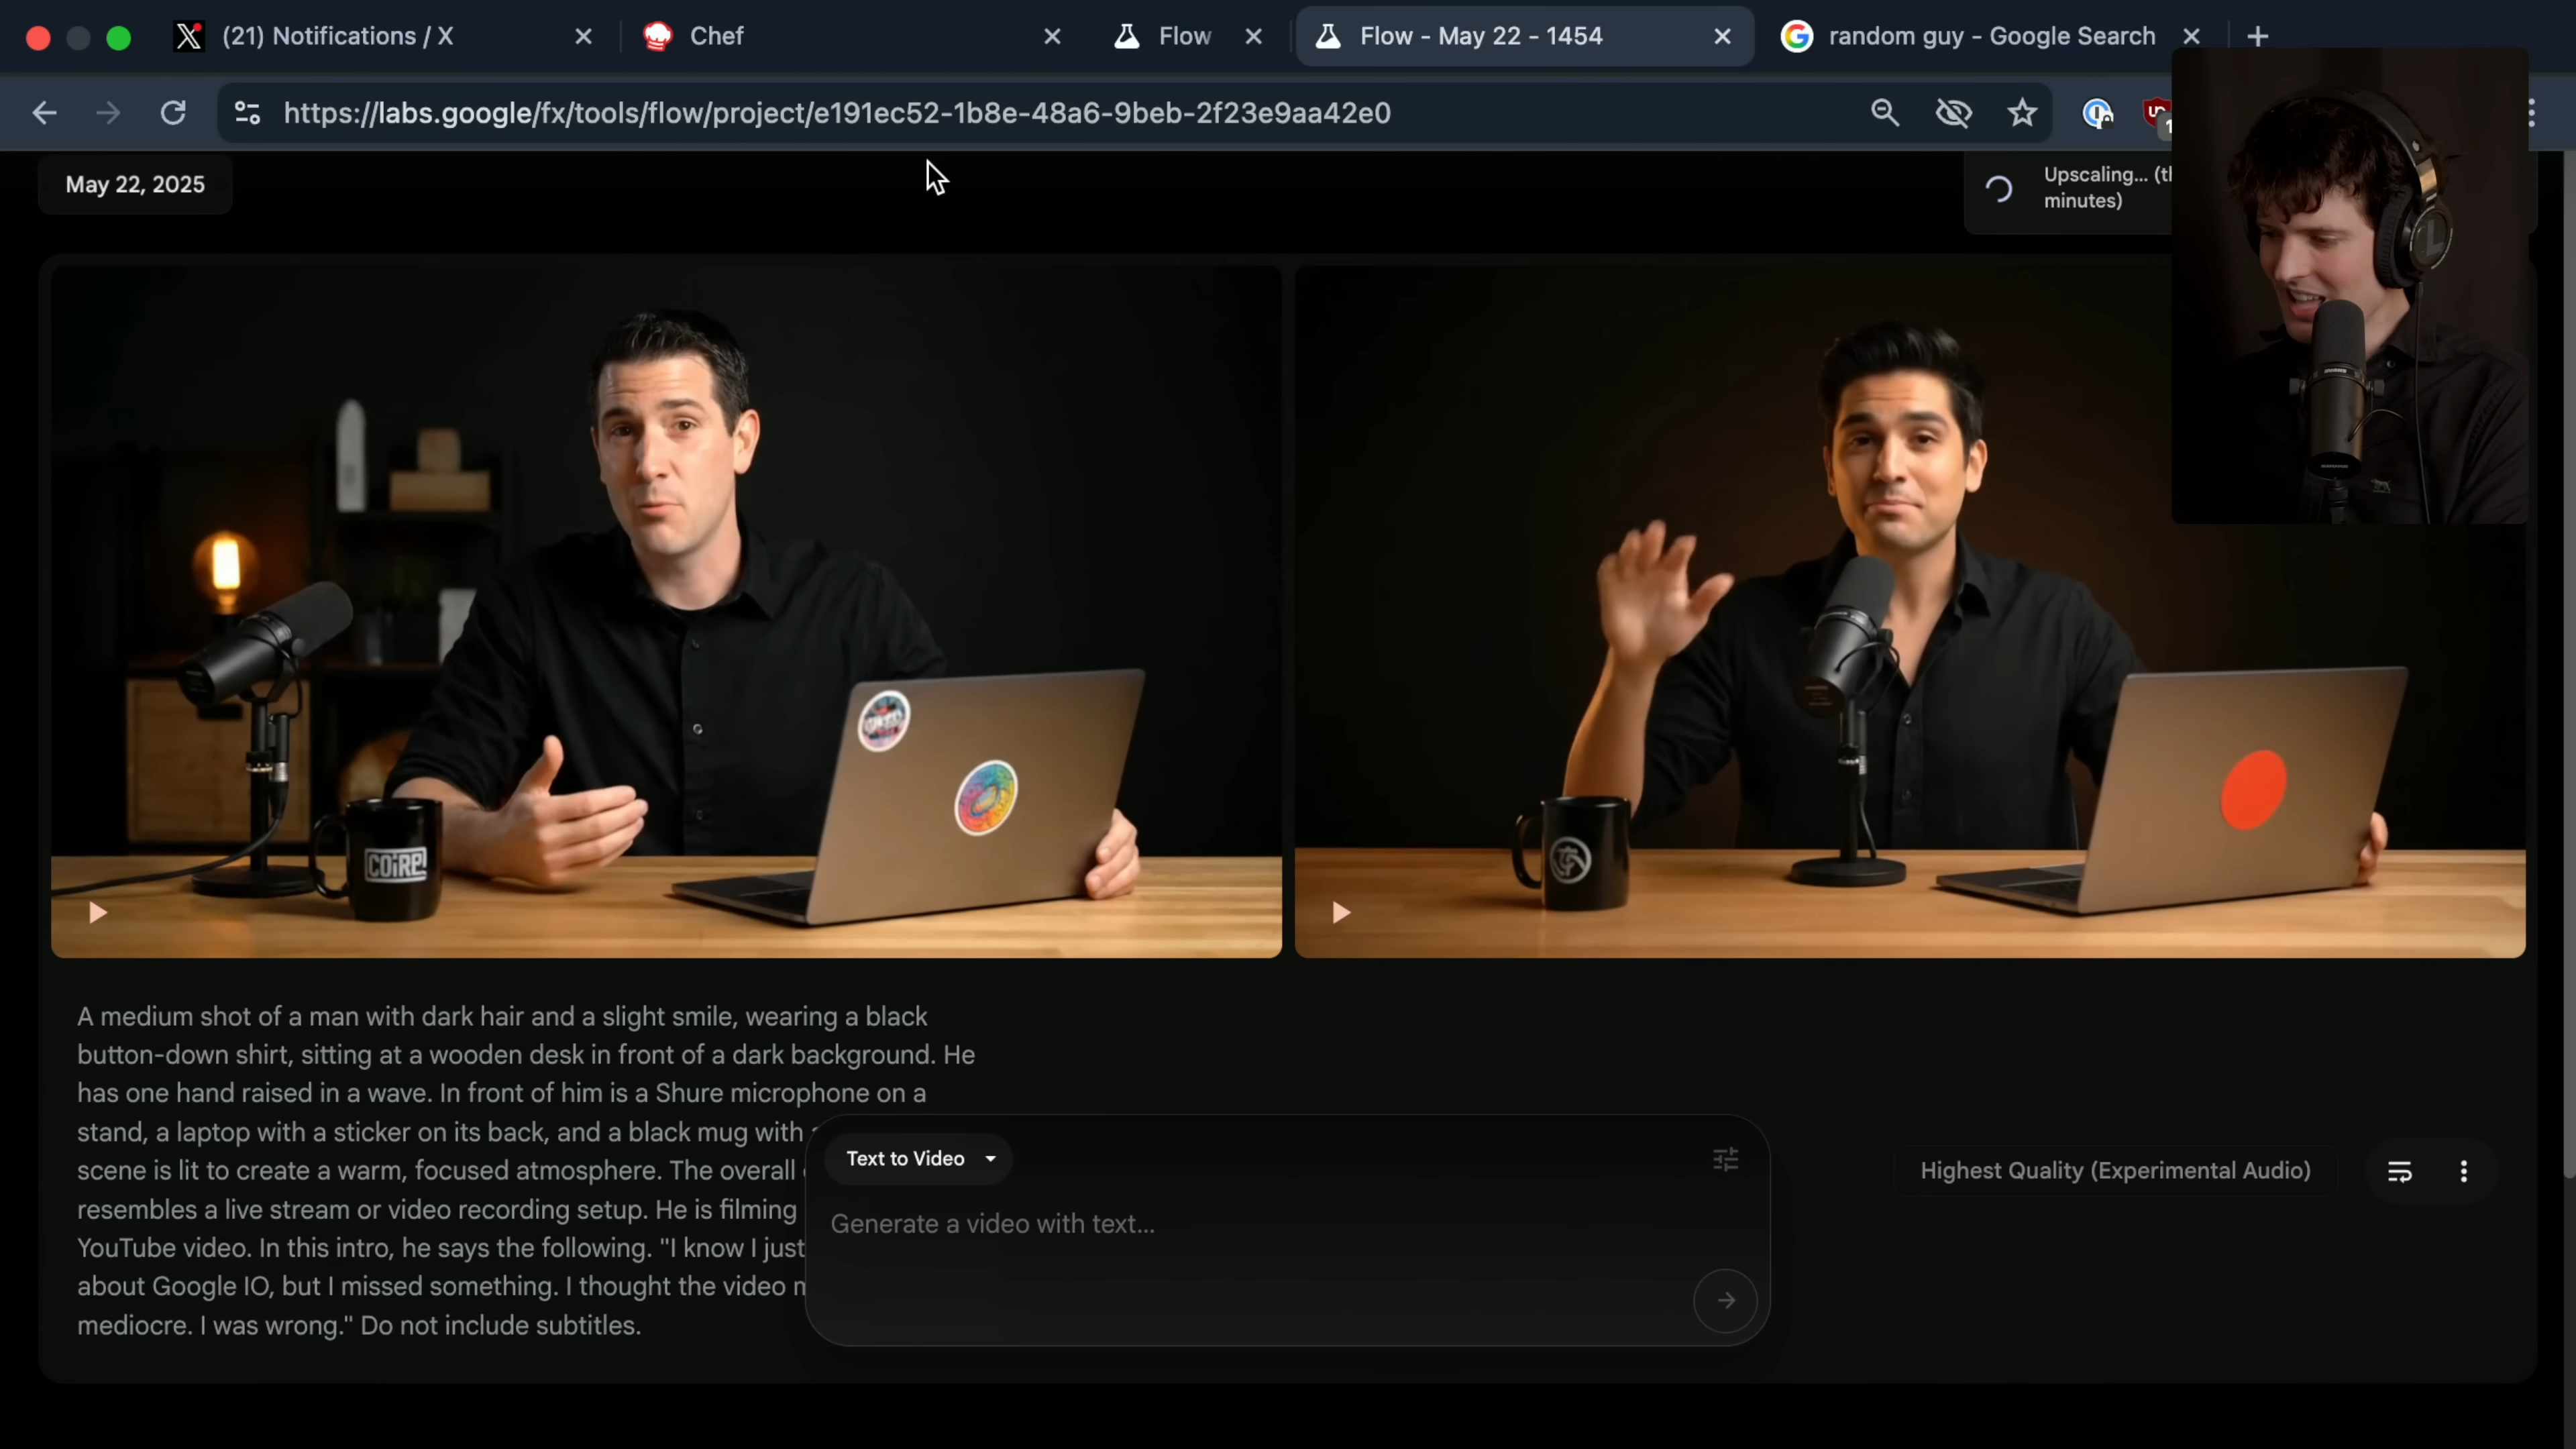 (21) Notifications / X
Chef
Flow
Flow - May 22 - 1454
random guy - Google Search
https://labs.google/fx/tools/flow/project/e191ec52-1b8e-48a6-9beb-2f23e9aa42e0
May 22, 2025
Upscaling... (t
minutes)
COiRP!
A medium shot of a man with dark hair and a slight smile, wearing a black
button-down shirt, sitting at a wooden desk in front of a dark background. He
has one hand raised in a wave. In front of him is a Shure microphone on a
stand, a laptop with a sticker on its back, and a black mug with
scene is lit to create a warm, focused atmosphere. The overall
resembles a live stream or video recording setup. He is filming
YouTube video. In this intro, he says the following. "I know I just
about Google IO, but I missed something. I thought the video
mediocre. I was wrong." Do not include subtitles.
Text to Video
Generate a video with text...
Highest Quality (Experimental Audio)